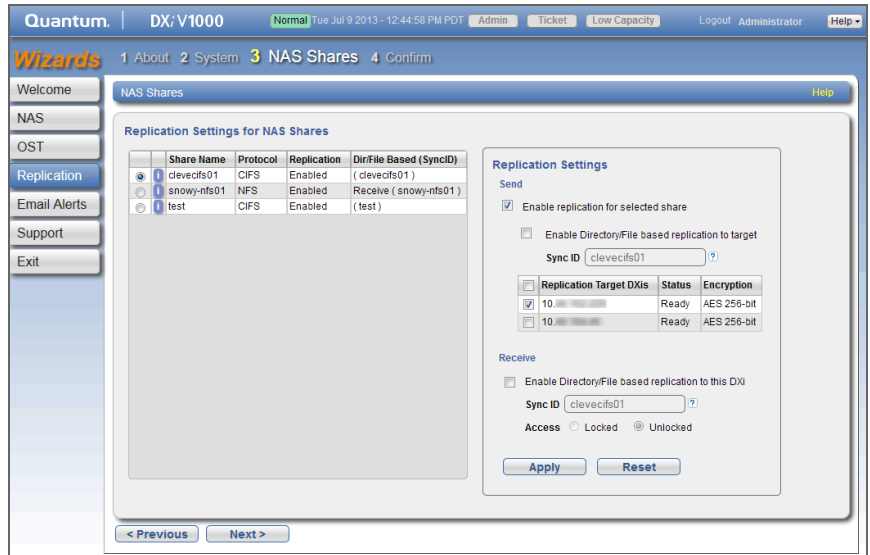 Quantum. DXi V1000 Normal Tue Jul 9 2013 - 12:44:58 PM PDT Admin Ticket Low Capacity Logout Administrator Help
Wizards 1 About 2 System 3 NAS Shares 4 Confirm
Welcome
NAS
OST
Replication
Email Alerts
Support
Exit
NAS Shares Help
Replication Settings for NAS Shares
Share Name Protocol Replication Dir/File Based (SyncID)
i clevecifs01 CIFS Enabled ( clevecifs01 )
i snowy-nfs01 NFS Enabled Receive ( snowy-nfs01 )
i test CIFS Enabled ( test )
Replication Settings
Send
Enable replication for selected share
Enable Directory/File based replication to target
Sync ID clevecifs01 ?
Replication Target DXis Status Encryption
10. Ready AES 256-bit
10. Ready AES 256-bit
Receive
Enable Directory/File based replication to this DXi
Sync ID clevecifs01 ?
Access Locked Unlocked
Apply Reset
< Previous Next >